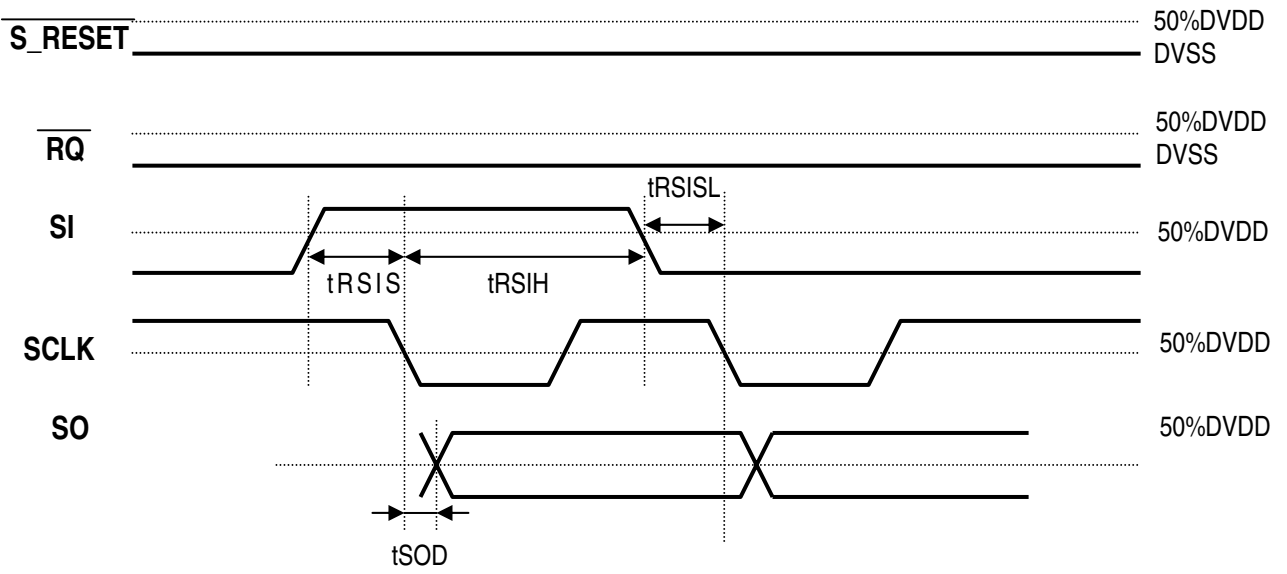 S_RESET
50%DVDD
DVSS
RQ
50%DVDD
DVSS
tRSISL
SI
50%DVDD
tRSIS
tRSIH
SCLK
50%DVDD
SO
50%DVDD
tSOD